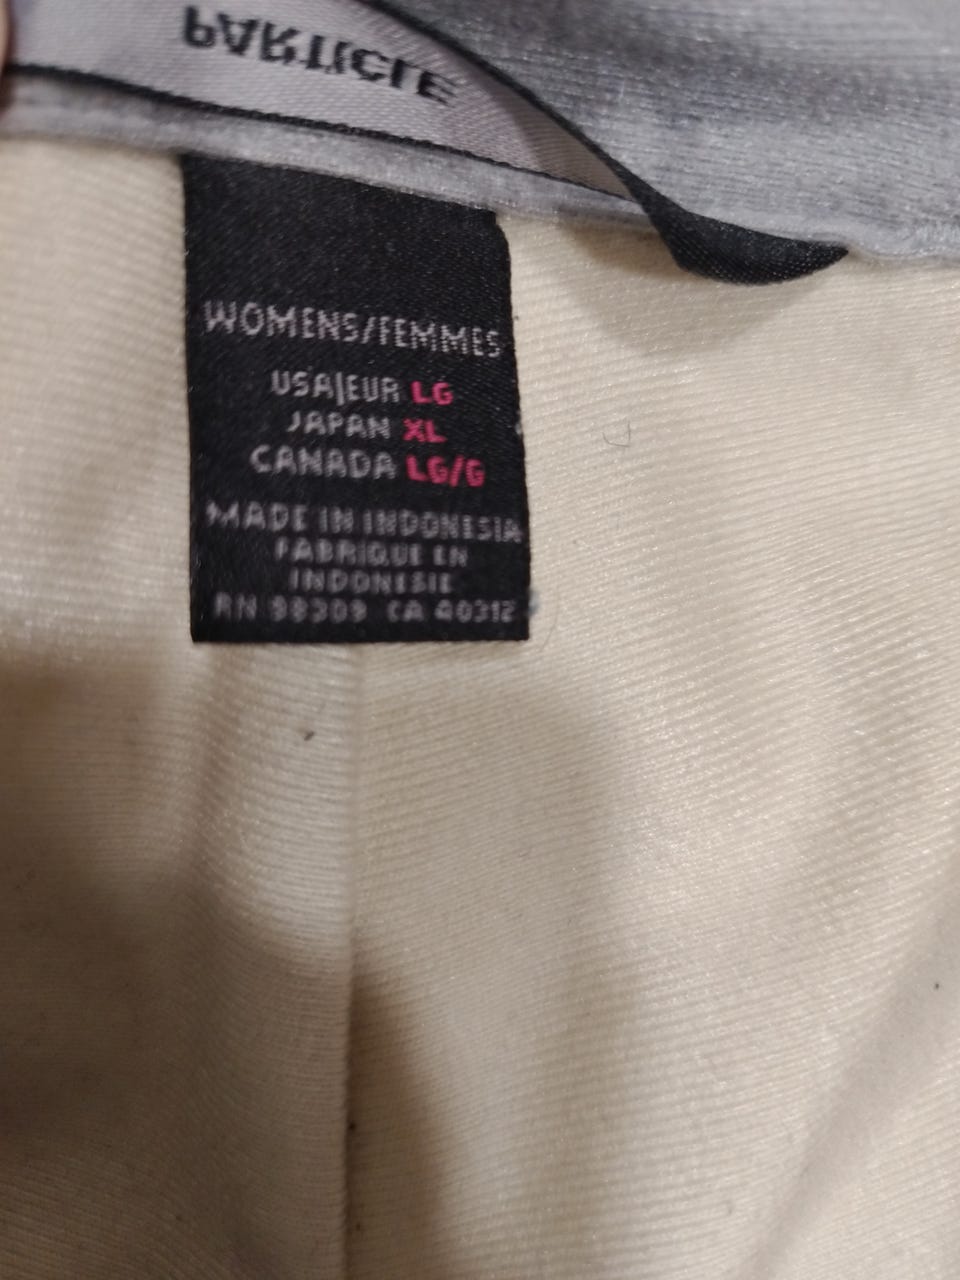 PARTICLE
WOMENS/FEMMES
USA/EUR LG
JAPAN XL
CANADA LG/G
MADE IN INDONESIA
FABRIQUE EN
INDONESIE
RN 98309 CA 40312